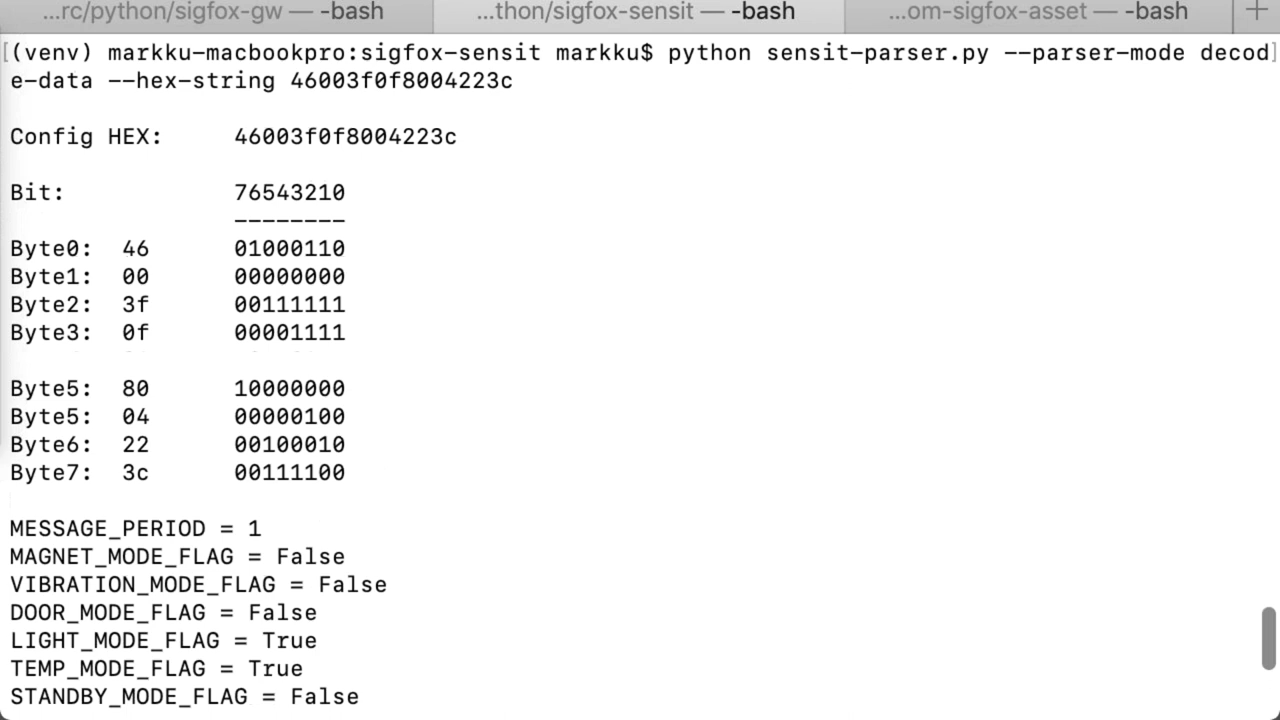 ...rc/python/sigfox-gw — -bash ...thon/sigfox-sensit — -bash ...om-sigfox-asset — -bash +
[(venv) markku-macbookpro:sigfox-sensit markku$ python sensit-parser.py --parser-mode decod]
e-data --hex-string 46003f0f8004223c
Config HEX: 46003f0f8004223c
Bit: 76543210
--------
Byte0: 46 01000110
Byte1: 00 00000000
Byte2: 3f 00111111
Byte3: 0f 00001111
Byte5: 80 10000000
Byte5: 04 00000100
Byte6: 22 00100010
Byte7: 3c 00111100
MESSAGE_PERIOD = 1
MAGNET_MODE_FLAG = False
VIBRATION_MODE_FLAG = False
DOOR_MODE_FLAG = False
LIGHT_MODE_FLAG = True
TEMP_MODE_FLAG = True
STANDBY_MODE_FLAG = False